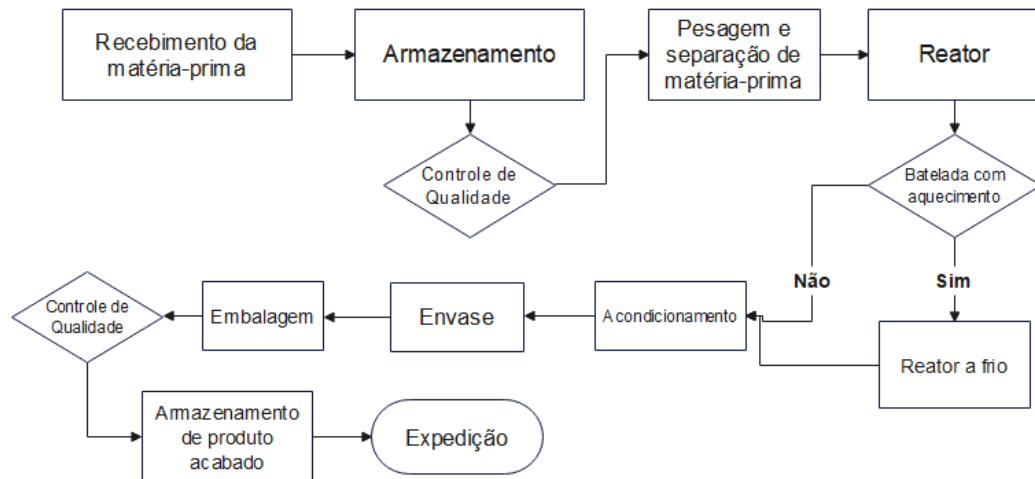 Recebimento da
matéria-prima
Armazenamento
Pesagem e
separação de
matéria-prima
Reator
Controle de
Qualidade
Batelada com
aquecimento
Não
Sim
Controle de
Qualidade
Embalagem
Envase
Acondicionamento
Reator a frio
Armazenamento
de produto
acabado
Expedição